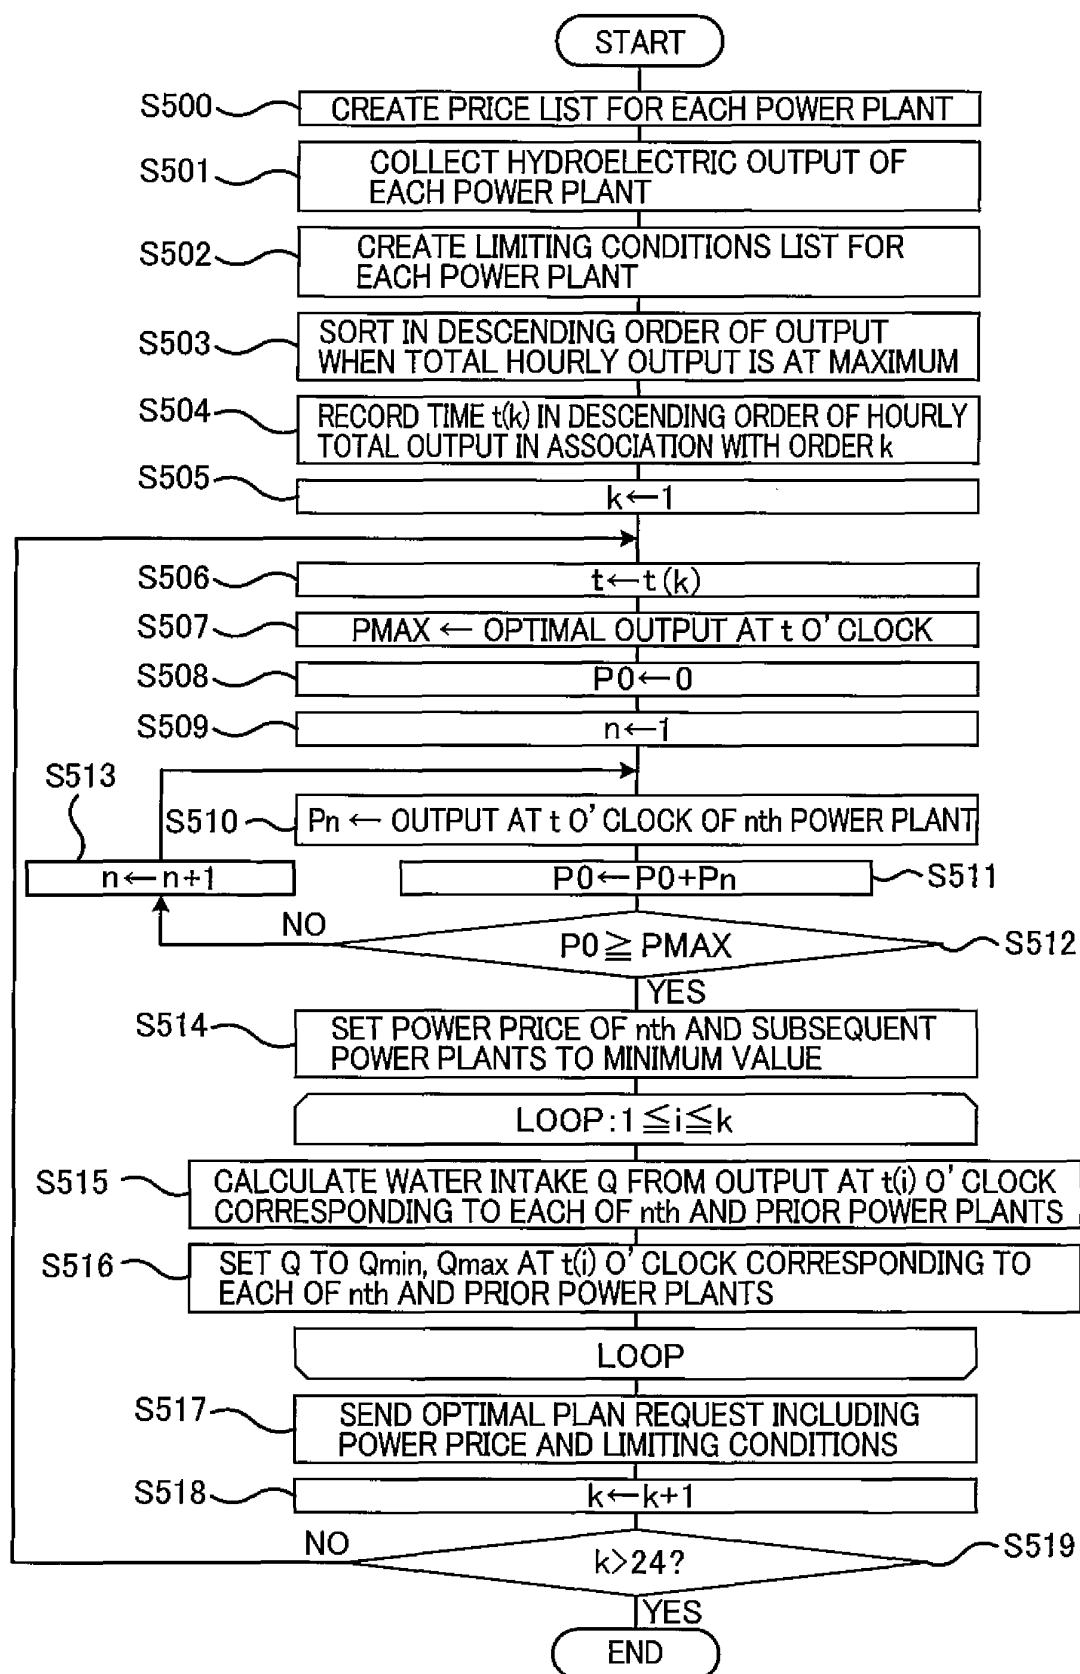 START
S500
CREATE PRICE LIST FOR EACH POWER PLANT
S501
COLLECT HYDROELECTRIC OUTPUT OF
EACH POWER PLANT
S502
CREATE LIMITING CONDITIONS LIST FOR
EACH POWER PLANT
S503
SORT IN DESCENDING ORDER OF OUTPUT
WHEN TOTAL HOURLY OUTPUT IS AT MAXIMUM
S504
RECORD TIME t(k) IN DESCENDING ORDER OF HOURLY
TOTAL OUTPUT IN ASSOCIATION WITH ORDER k
S505
k←1
S506
t←t(k)
S507
PMAX ← OPTIMAL OUTPUT AT t O'CLOCK
S508
P0←0
S509
n←1
S513
S510
Pn ← OUTPUT AT t O'CLOCK OF nth POWER PLANT
n←n+1
P0←P0+Pn
S511
NO
P0≧PMAX
S512
YES
S514
SET POWER PRICE OF nth AND SUBSEQUENT
POWER PLANTS TO MINIMUM VALUE
LOOP:1≦i≦k
S515
CALCULATE WATER INTAKE Q FROM OUTPUT AT t(i) O'CLOCK
CORRESPONDING TO EACH OF nth AND PRIOR POWER PLANTS
S516
SET Q TO Qmin, Qmax AT t(i) O'CLOCK CORRESPONDING TO
EACH OF nth AND PRIOR POWER PLANTS
LOOP
S517
SEND OPTIMAL PLAN REQUEST INCLUDING
POWER PRICE AND LIMITING CONDITIONS
S518
k←k+1
NO
k>24?
S519
YES
END